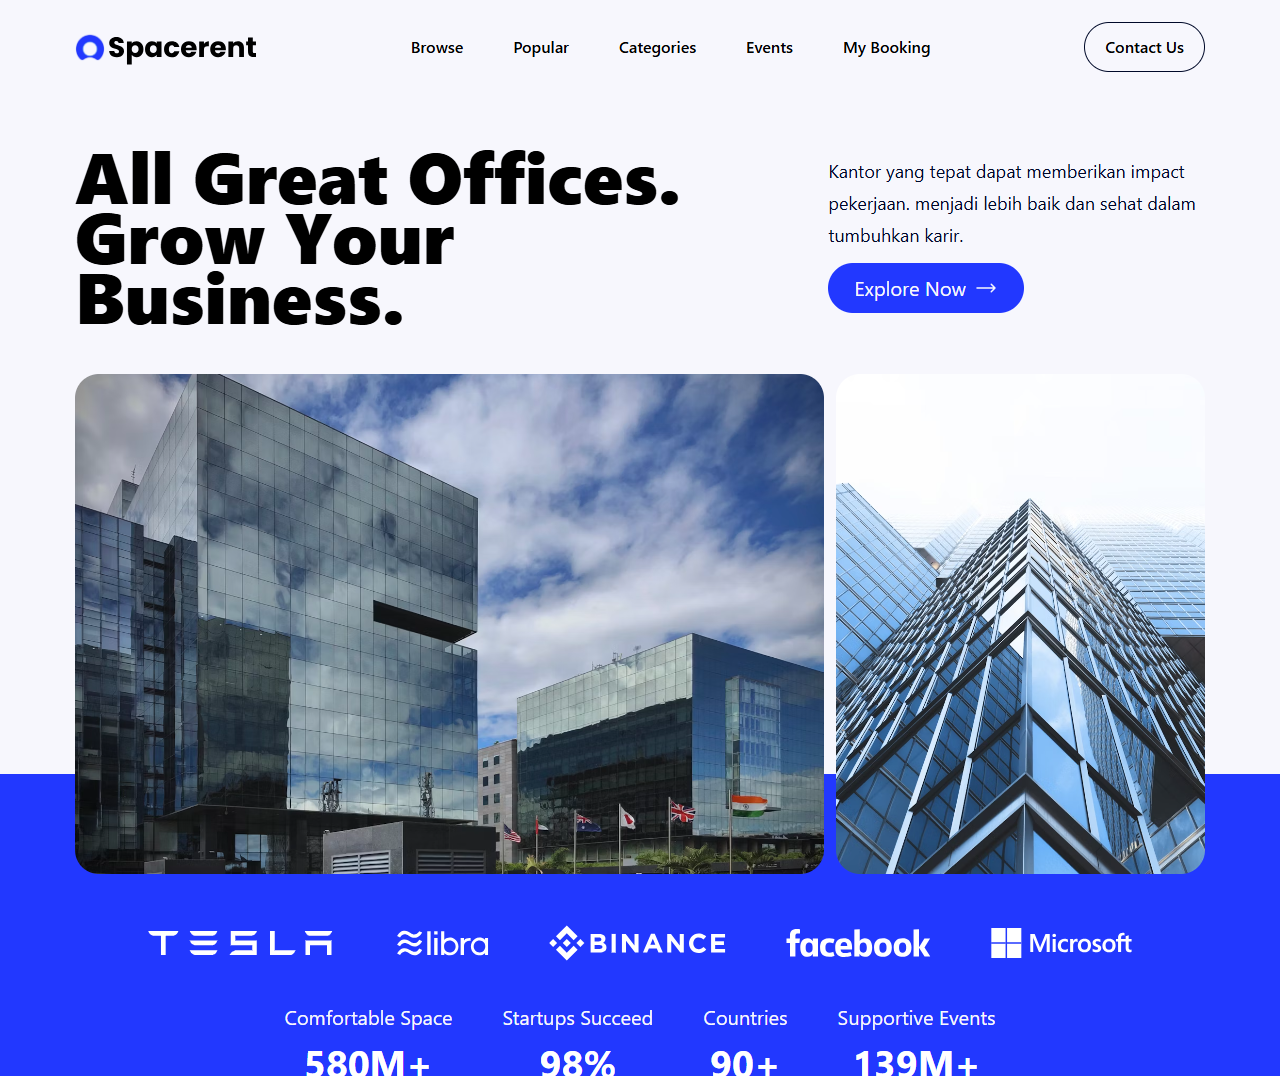 Spacerent
Browse
Popular
Categories
Events
My Booking
Contact Us
All Great Offices.
Grow Your
Business.
Kantor yang tepat dapat memberikan impact
pekerjaan. menjadi lebih baik dan sehat dalam
tumbuhkan karir.
Explore Now
TESLA
libra
BINANCE
facebook
Microsoft
Comfortable Space
Startups Succeed
Countries
Supportive Events
580M+
98%
90+
139M+